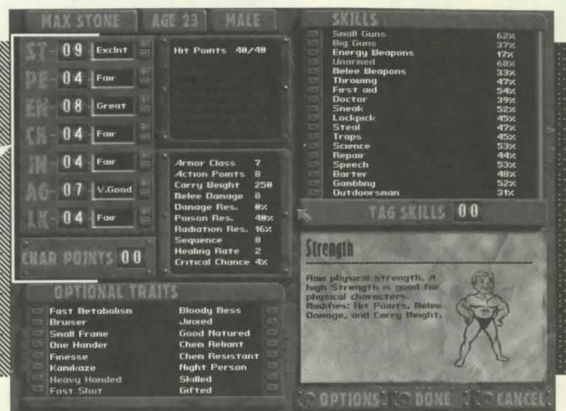 MAX STONE
AGE 23
MALE
ST- 09 Exclnt
PE- 04 Fair
EN- 08 Great
CH- 04 Fair
IN- 04 Fair
AG- 07 V.Good
LK- 04 Fair
CHAR POINTS 00
Hit Points 40/40
Armor Class 7
Action Points 8
Carry Weight 250
Melee Damage 8
Damage Res. 0%
Poison Res. 40%
Radiation Res. 16%
Sequence 8
Healing Rate 2
Critical Chance 4%
OPTIONAL TRAITS
Fast Metabolism Bloody Mess
Bruiser Jinxed
Small Frame Good Natured
One Hander Chem Reliant
Finesse Chem Resistant
Kamikaze Night Person
Heavy Handed Skilled
Fast Shot Gifted
SKILLS
Small Guns 62%
Big Guns 37%
Energy Weapons 17%
Unarmed 68%
Melee Weapons 33%
Throwing 47%
First Aid 54%
Doctor 39%
Sneak 52%
Lockpick 45%
Steal 47%
Traps 45%
Science 53%
Repair 44%
Speech 53%
Barter 48%
Gambling 52%
Outdoorsman 31%
TAG SKILLS 00
Strength
Raw physical strength. A
high Strength is good for
physical characters.
Modifies: Hit Points, Melee
Damage, and Carry Weight.
OPTIONS
DONE
CANCEL